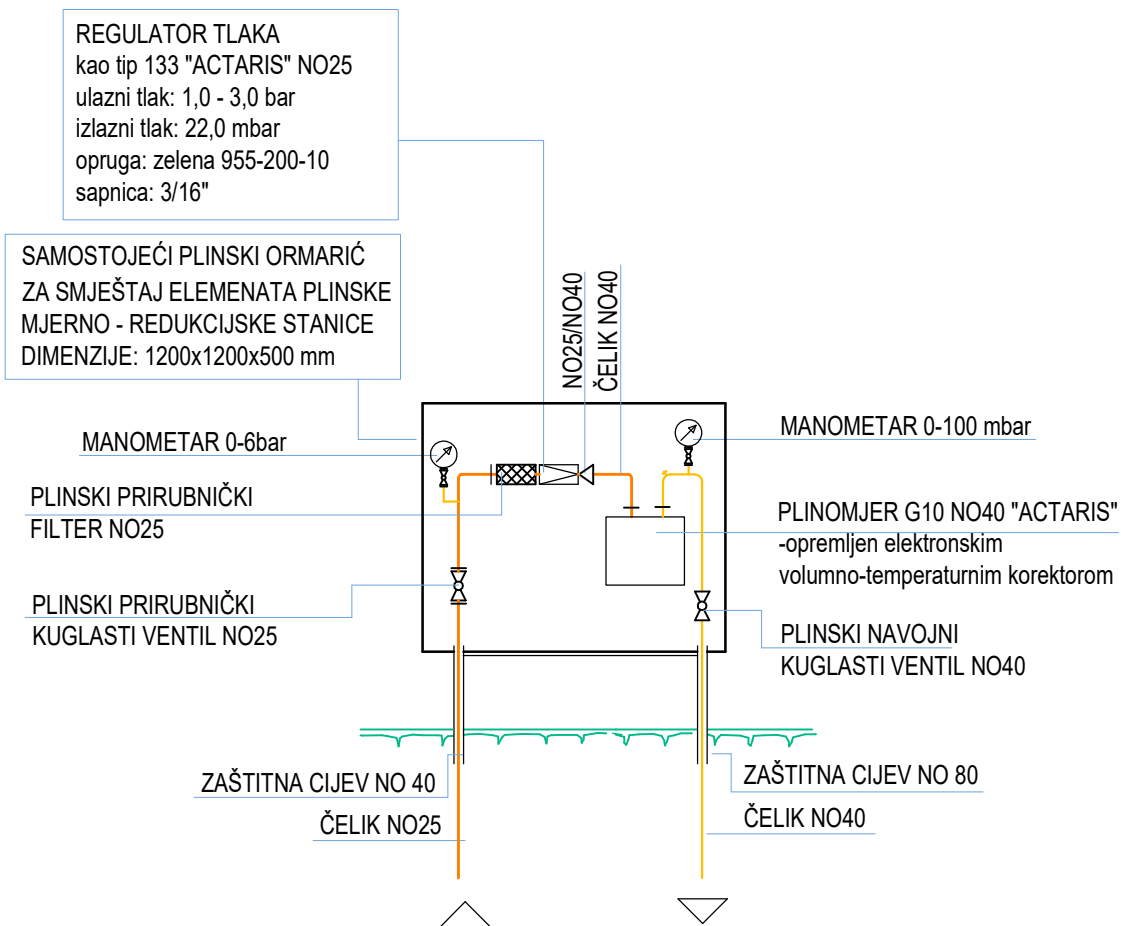 REGULATOR TLAKA
kao tip 133 "ACTARIS" NO25
ulazni tlak: 1,0 - 3,0 bar
izlazni tlak: 22,0 mbar
opruga: zelena 955-200-10
sapnica: 3/16"
SAMOSTOJEĆI PLINSKI ORMARIĆ
ZA SMJEŠTAJ ELEMENATA PLINSKE
MJERNO - REDUKCIJSKE STANICE
DIMENZIJE: 1200x1200x500 mm
NO25/NO40
ČELIK NO40
MANOMETAR 0-6bar
MANOMETAR 0-100 mbar
PLINSKI PRIRUBNIČKI
FILTER NO25
PLINOMJER G10 NO40 "ACTARIS"
-opremljen elektronskim
volumno-temperaturnim korektorom
PLINSKI PRIRUBNIČKI
KUGLASTI VENTIL NO25
PLINSKI NAVOJNI
KUGLASTI VENTIL NO40
ZAŠTITNA CIJEV NO 40
ZAŠTITNA CIJEV NO 80
ČELIK NO25
ČELIK NO40